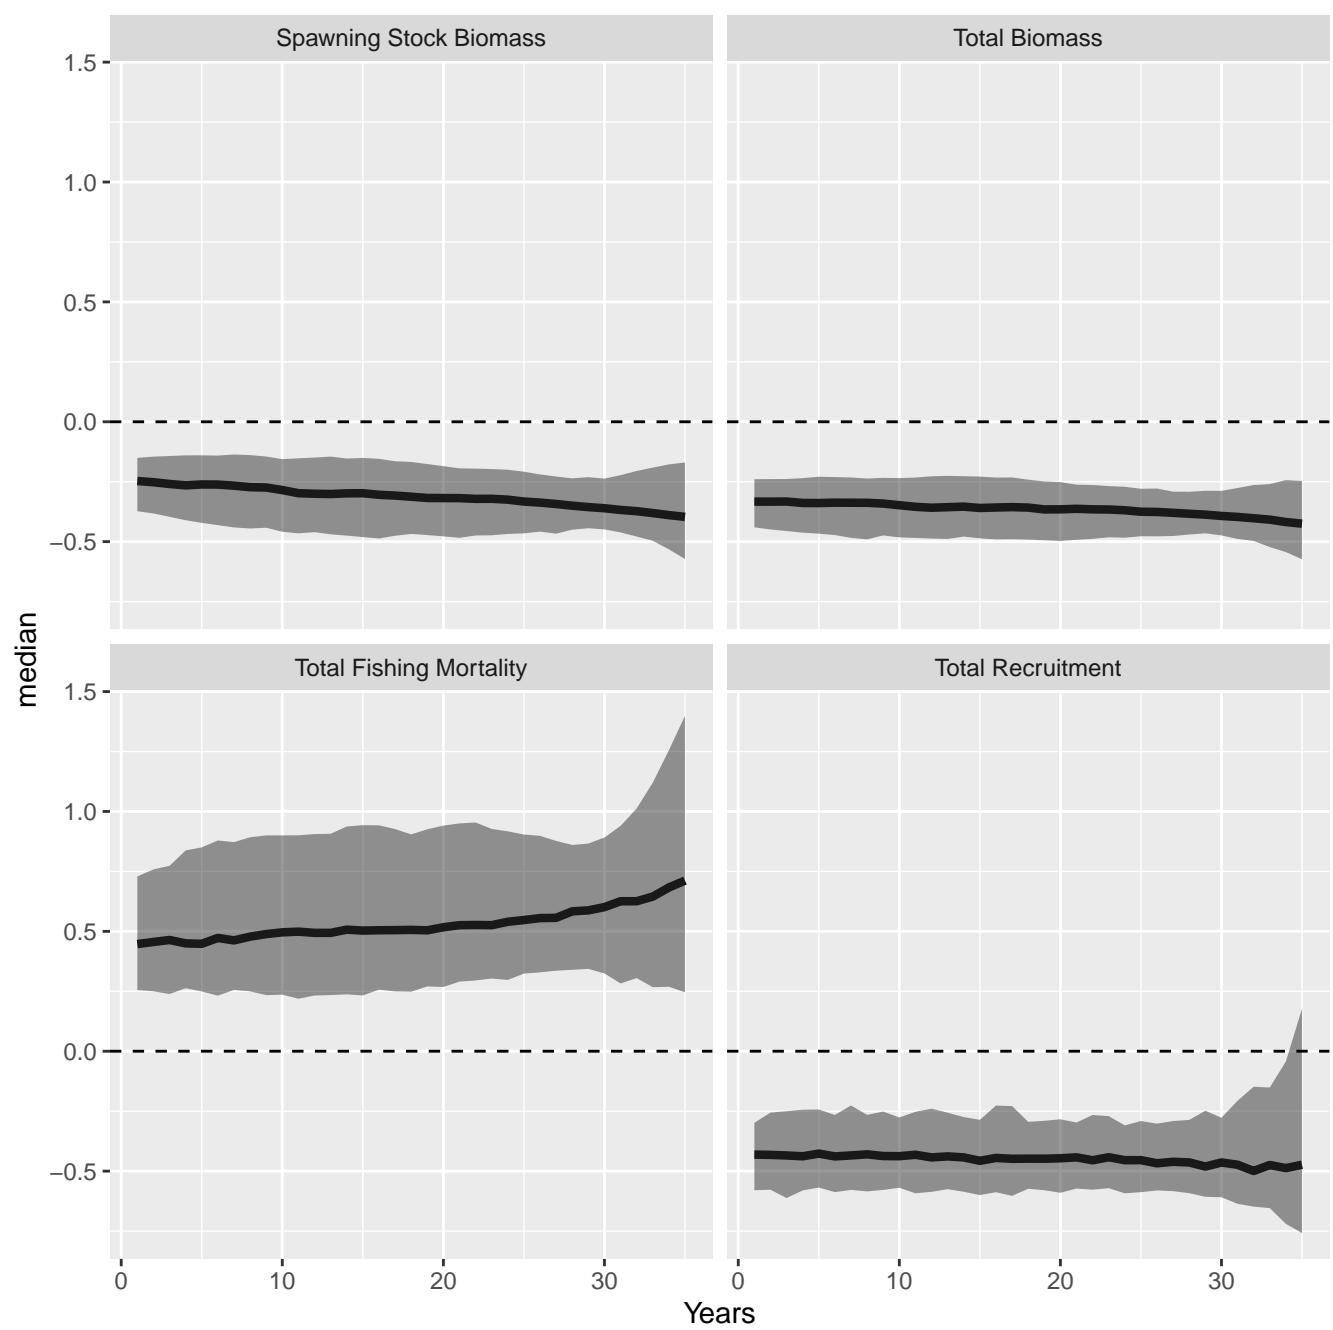 Spawning Stock Biomass
Total Biomass
1.5
1.0
0.5
0.0
−0.5
Total Fishing Mortality
Total Recruitment
1.5
1.0
0.5
0.0
−0.5
median
0 10 20 30
0 10 20 30
Years